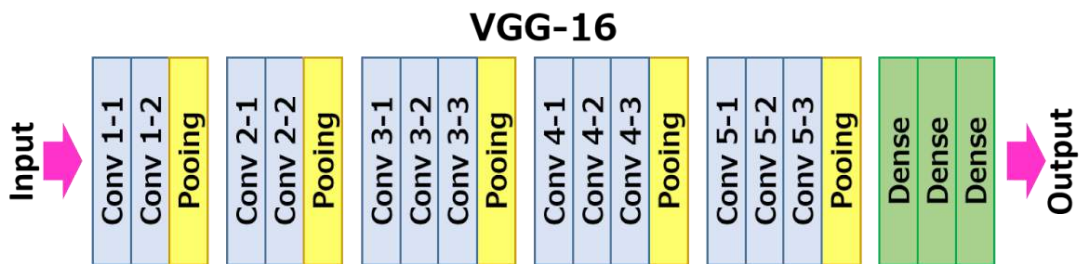 VGG-16
Input
Conv 1-1
Conv 1-2
Pooing
Conv 2-1
Conv 2-2
Pooing
Conv 3-1
Conv 3-2
Conv 3-3
Pooing
Conv 4-1
Conv 4-2
Conv 4-3
Pooing
Conv 5-1
Conv 5-2
Conv 5-3
Pooing
Dense
Dense
Dense
Output